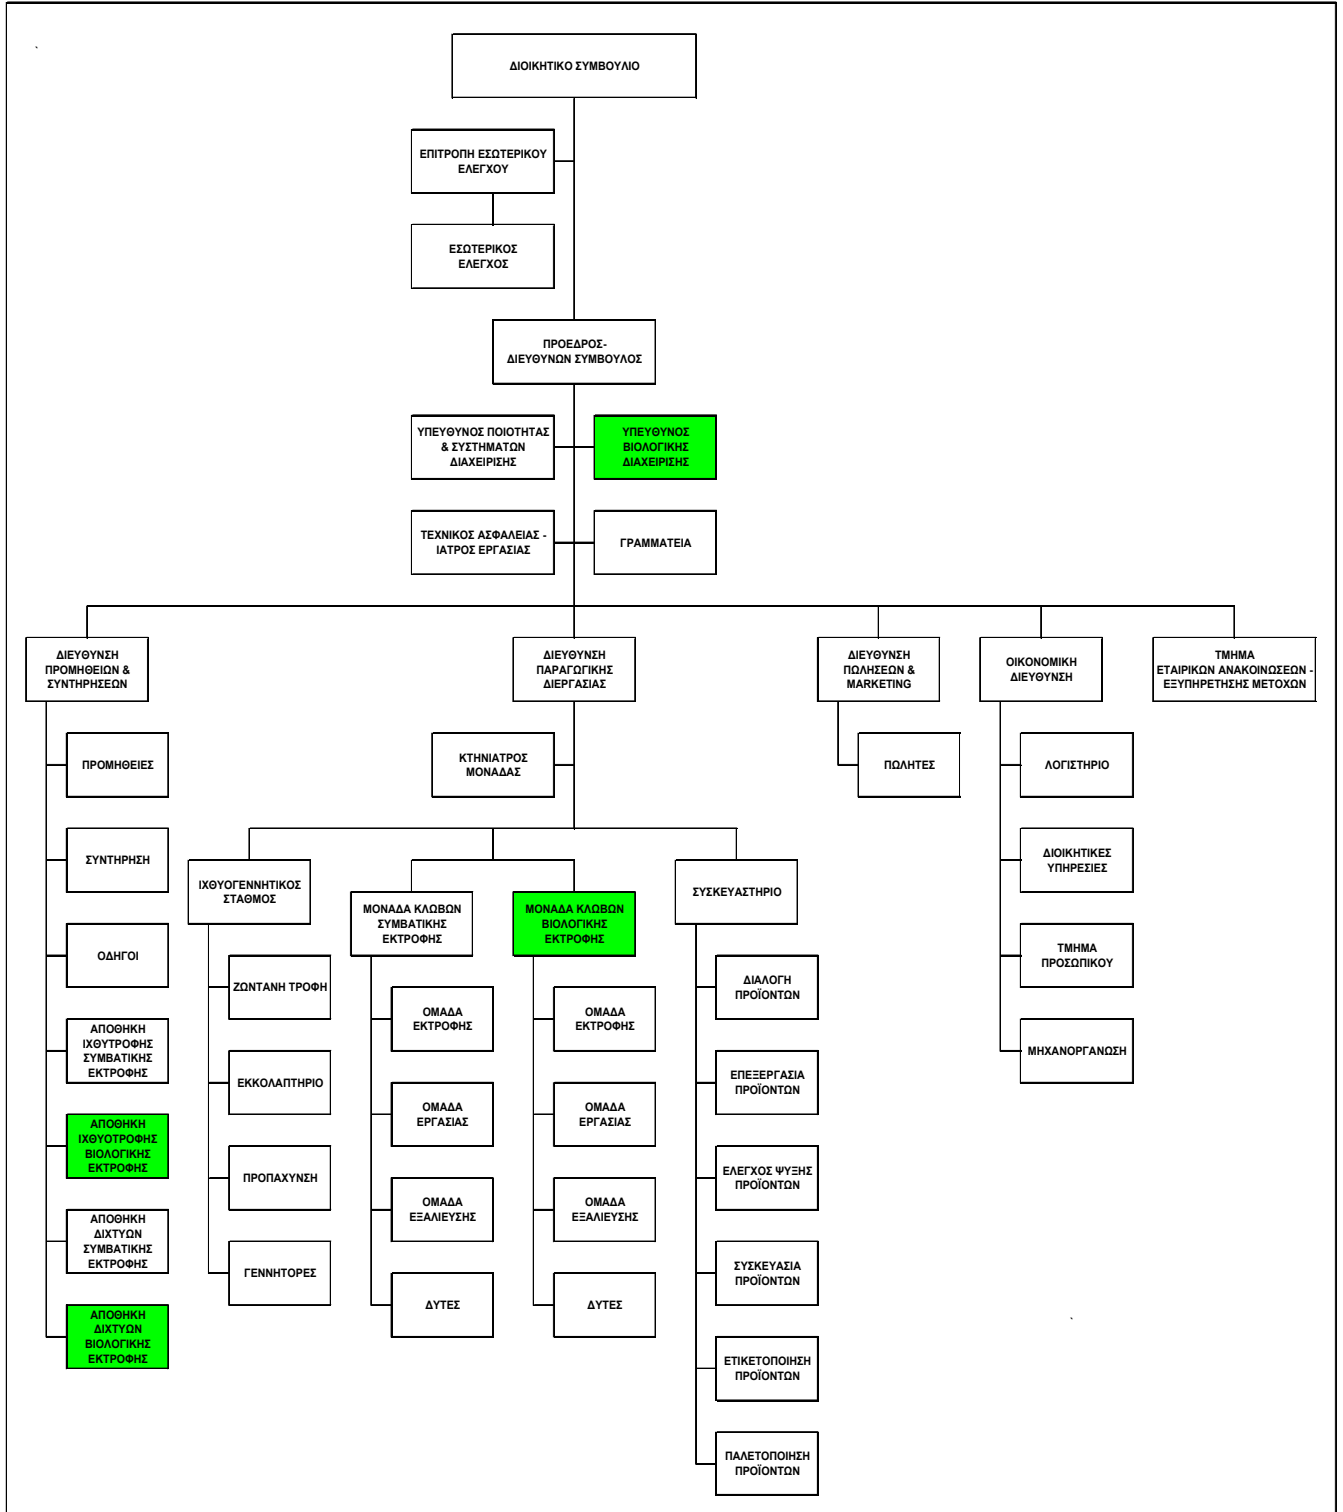 ΔΙΟΙΚΗΤΙΚΟ ΣΥΜΒΟΥΛΙΟ
ΕΠΙΤΡΟΠΗ ΕΣΩΤΕΡΙΚΟΥ
ΕΛΕΓΧΟΥ
ΕΣΩΤΕΡΙΚΟΣ
ΕΛΕΓΧΟΣ
ΠΡΟΕΔΡΟΣ-
ΔΙΕΥΘΥΝΩΝ ΣΥΜΒΟΥΛΟΣ
ΥΠΕΥΘΥΝΟΣ ΠΟΙΟΤΗΤΑΣ
& ΣΥΣΤΗΜΑΤΩΝ
ΔΙΑΧΕΙΡΙΣΗΣ
ΥΠΕΥΘΥΝΟΣ
ΒΙΟΛΟΓΙΚΗΣ
ΔΙΑΧΕΙΡΙΣΗΣ
ΤΕΧΝΙΚΟΣ ΑΣΦΑΛΕΙΑΣ -
ΙΑΤΡΟΣ ΕΡΓΑΣΙΑΣ
ΓΡΑΜΜΑΤΕΙΑ
ΔΙΕΥΘΥΝΣΗ
ΠΡΟΜΗΘΕΙΩΝ &
ΣΥΝΤΗΡΗΣΕΩΝ
ΔΙΕΥΘΥΝΣΗ
ΠΑΡΑΓΩΓΙΚΗΣ
ΔΙΕΡΓΑΣΙΑΣ
ΔΙΕΥΘΥΝΣΗ
ΠΩΛΗΣΕΩΝ &
MARKETING
ΟΙΚΟΝΟΜΙΚΗ
ΔΙΕΥΘΥΝΣΗ
ΤΜΗΜΑ
ΕΤΑΙΡΙΚΩΝ ΑΝΑΚΟΙΝΩΣΕΩΝ -
ΕΞΥΠΗΡΕΤΗΣΗΣ ΜΕΤΟΧΩΝ
ΠΡΟΜΗΘΕΙΕΣ
ΣΥΝΤΗΡΗΣΗ
ΟΔΗΓΟΙ
ΑΠΟΘΗΚΗ
ΙΧΘΥΤΡΟΦΗΣ
ΣΥΜΒΑΤΙΚΗΣ
ΕΚΤΡΟΦΗΣ
ΑΠΟΘΗΚΗ
ΙΧΘΥΟΤΡΟΦΗΣ
ΒΙΟΛΟΓΙΚΗΣ
ΕΚΤΡΟΦΗΣ
ΑΠΟΘΗΚΗ
ΔΙΧΤΥΩΝ
ΣΥΜΒΑΤΙΚΗΣ
ΕΚΤΡΟΦΗΣ
ΑΠΟΘΗΚΗ
ΔΙΧΤΥΩΝ
ΒΙΟΛΟΓΙΚΗΣ
ΕΚΤΡΟΦΗΣ
ΚΤΗΝΙΑΤΡΟΣ
ΜΟΝΑΔΑΣ
ΙΧΘΥΟΓΕΝΝΗΤΙΚΟΣ
ΣΤΑΘΜΟΣ
ΖΩΝΤΑΝΗ ΤΡΟΦΗ
ΕΚΚΟΛΑΠΤΗΡΙΟ
ΠΡΟΠΑΧΥΝΣΗ
ΓΕΝΝΗΤΟΡΕΣ
ΜΟΝΑΔΑ ΚΛΩΒΩΝ
ΣΥΜΒΑΤΙΚΗΣ
ΕΚΤΡΟΦΗΣ
ΟΜΑΔΑ
ΕΚΤΡΟΦΗΣ
ΟΜΑΔΑ
ΕΡΓΑΣΙΑΣ
ΟΜΑΔΑ
ΕΞΑΛΙΕΥΣΗΣ
ΔΥΤΕΣ
ΜΟΝΑΔΑ ΚΛΩΒΩΝ
ΒΙΟΛΟΓΙΚΗΣ
ΕΚΤΡΟΦΗΣ
ΟΜΑΔΑ
ΕΚΤΡΟΦΗΣ
ΟΜΑΔΑ
ΕΡΓΑΣΙΑΣ
ΟΜΑΔΑ
ΕΞΑΛΙΕΥΣΗΣ
ΔΥΤΕΣ
ΣΥΣΚΕΥΑΣΤΗΡΙΟ
ΔΙΑΛΟΓΗ
ΠΡΟΪΟΝΤΩΝ
ΕΠΕΞΕΡΓΑΣΙΑ
ΠΡΟΪΟΝΤΩΝ
ΕΛΕΓΧΟΣ ΨΥΞΗΣ
ΠΡΟΪΟΝΤΩΝ
ΣΥΣΚΕΥΑΣΙΑ
ΠΡΟΪΟΝΤΩΝ
ΕΤΙΚΕΤΟΠΟΙΗΣΗ
ΠΡΟΪΟΝΤΩΝ
ΠΑΛΕΤΟΠΟΙΗΣΗ
ΠΡΟΪΟΝΤΩΝ
ΠΩΛΗΤΕΣ
ΛΟΓΙΣΤΗΡΙΟ
ΔΙΟΙΚΗΤΙΚΕΣ
ΥΠΗΡΕΣΙΕΣ
ΤΜΗΜΑ
ΠΡΟΣΩΠΙΚΟΥ
ΜΗΧΑΝΟΡΓΑΝΩΣΗ